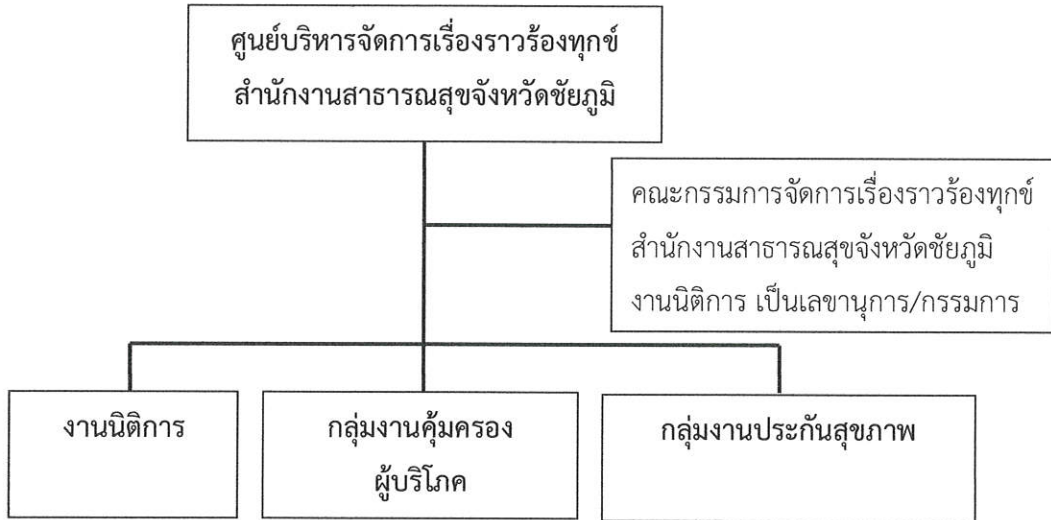 ศูนย์บริหารจัดการเรื่องราวร้องทุกข์
สำนักงานสาธารณสุขจังหวัดชัยภูมิ
คณะกรรมการจัดการเรื่องราวร้องทุกข์
สำนักงานสาธารณสุขจังหวัดชัยภูมิ
งานนิติการ เป็นเลขานุการ/กรรมการ
งานนิติการ
กลุ่มงานคุ้มครอง
ผู้บริโภค
กลุ่มงานประกันสุขภาพ